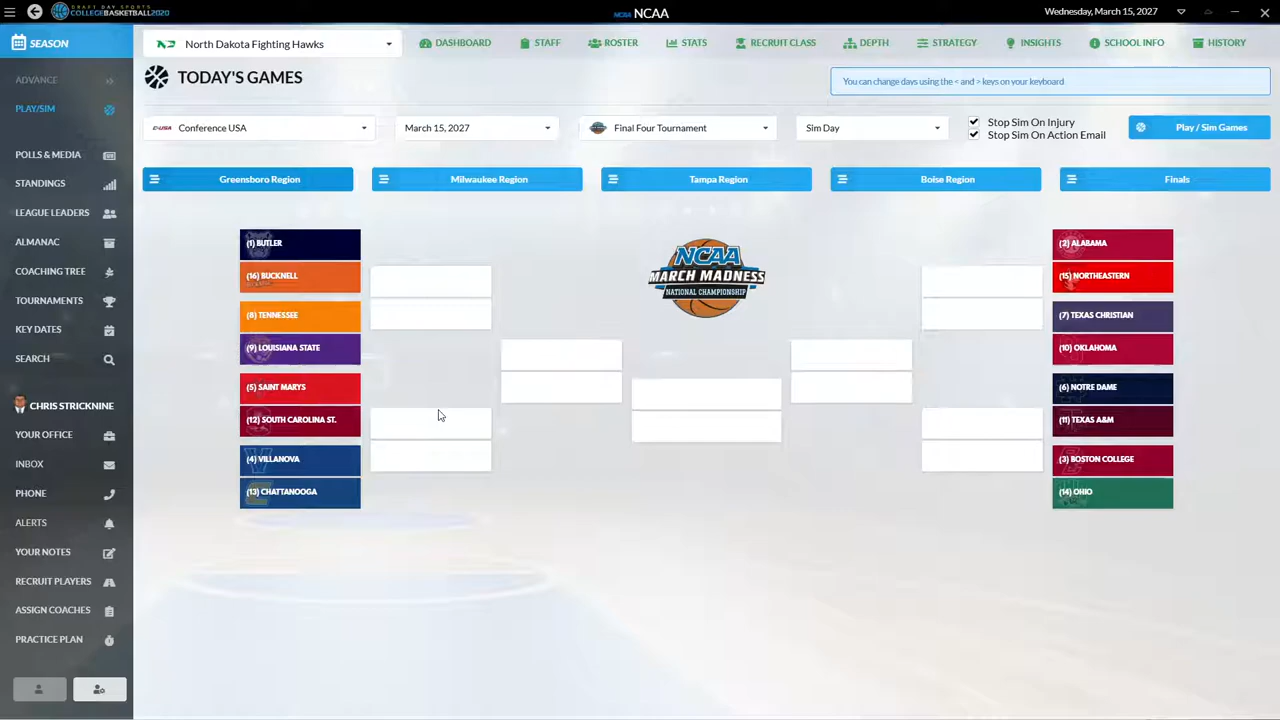 DRAFT DAY SPORTS
COLLEGE BASKETBALL 2020
NCAA NCAA
Wednesday, March 15, 2027
SEASON
North Dakota Fighting Hawks
DASHBOARD
STAFF
ROSTER
STATS
RECRUIT CLASS
DEPTH
STRATEGY
INSIGHTS
SCHOOL INFO
HISTORY
ADVANCE
PLAY/SIM
POLLS & MEDIA
STANDINGS
LEAGUE LEADERS
ALMANAC
COACHING TREE
TOURNAMENTS
KEY DATES
SEARCH
CHRIS STRICKNINE
YOUR OFFICE
INBOX
PHONE
ALERTS
YOUR NOTES
RECRUIT PLAYERS
ASSIGN COACHES
PRACTICE PLAN
TODAY'S GAMES
You can change days using the < and > keys on your keyboard
C-USA Conference USA
March 15, 2027
Final Four Tournament
Sim Day
Stop Sim On Injury
Stop Sim On Action Email
Play / Sim Games
Greensboro Region
Milwaukee Region
Tampa Region
Boise Region
Finals
(1) BUTLER
(16) BUCKNELL
(8) TENNESSEE
(9) LOUISIANA STATE
(5) SAINT MARYS
(12) SOUTH CAROLINA ST.
(4) VILLANOVA
(13) CHATTANOOGA
NCAA
MARCH MADNESS
NATIONAL CHAMPIONSHIP
(2) ALABAMA
(15) NORTHEASTERN
(7) TEXAS CHRISTIAN
(10) OKLAHOMA
(6) NOTRE DAME
(11) TEXAS A&M
(3) BOSTON COLLEGE
(14) OHIO